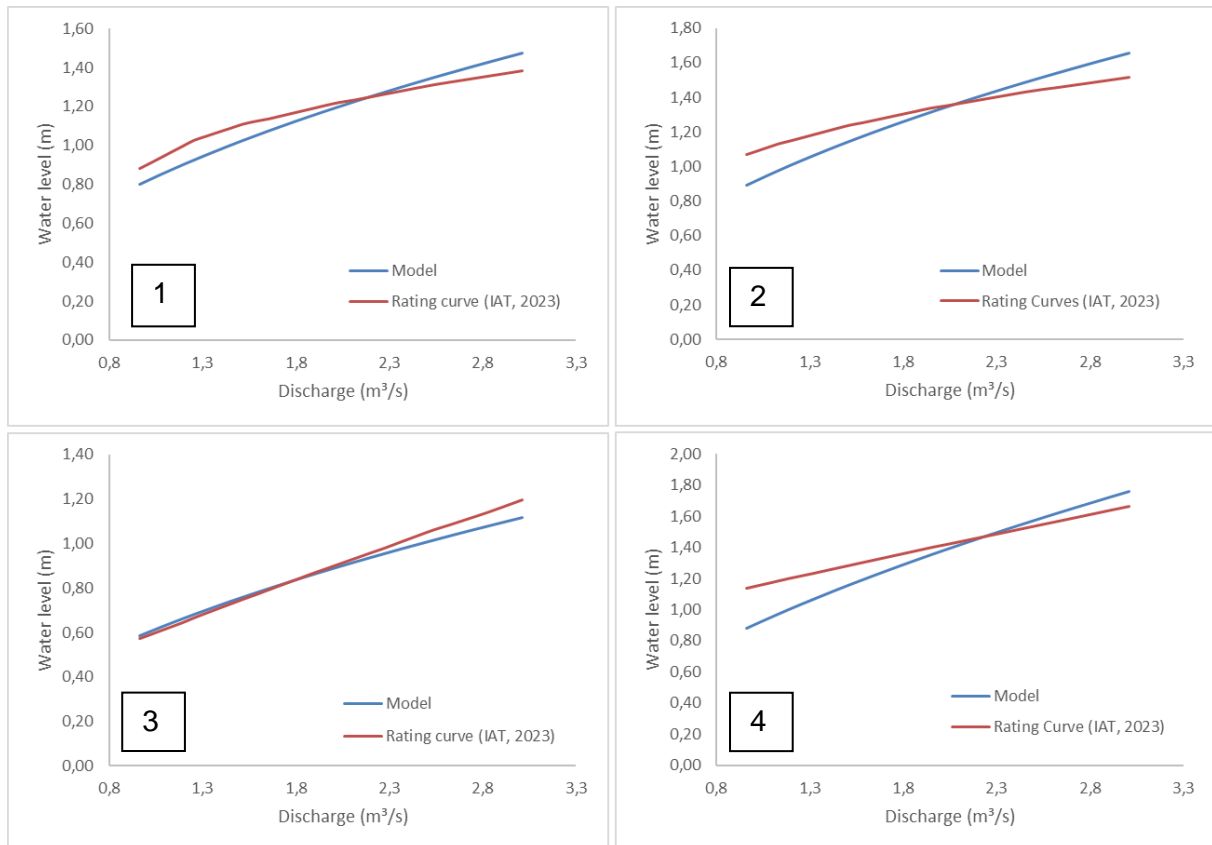 1,60
1,40
1,20
1,00
0,80
0,60
0,40
0,20
0,00
Water level (m)
0,8 1,3 1,8 2,3 2,8 3,3
Discharge (m³/s)
Model
Rating curve (IAT, 2023)
1
1,80
1,60
1,40
1,20
1,00
0,80
0,60
0,40
0,20
0,00
Water level (m)
0,8 1,3 1,8 2,3 2,8 3,3
Discharge (m³/s)
Model
Rating Curves (IAT, 2023)
2
1,40
1,20
1,00
0,80
0,60
0,40
0,20
0,00
Water level (m)
0,8 1,3 1,8 2,3 2,8 3,3
Discharge (m³/s)
Model
Rating curve (IAT, 2023)
3
2,00
1,80
1,60
1,40
1,20
1,00
0,80
0,60
0,40
0,20
0,00
Water level (m)
0,8 1,3 1,8 2,3 2,8 3,3
Discharge (m³/s)
Model
Rating Curve (IAT, 2023)
4